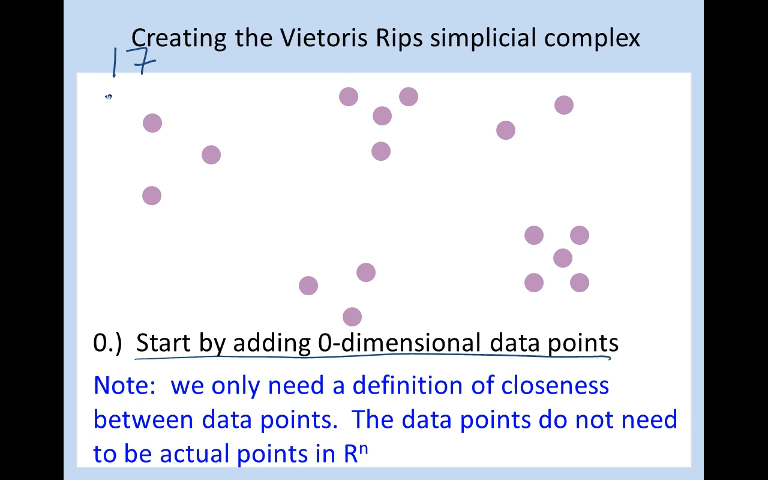 Creating the Vietoris Rips simplicial complex
17
0.) Start by adding 0-dimensional data points
Note: we only need a definition of closeness
between data points. The data points do not need
to be actual points in Rⁿ